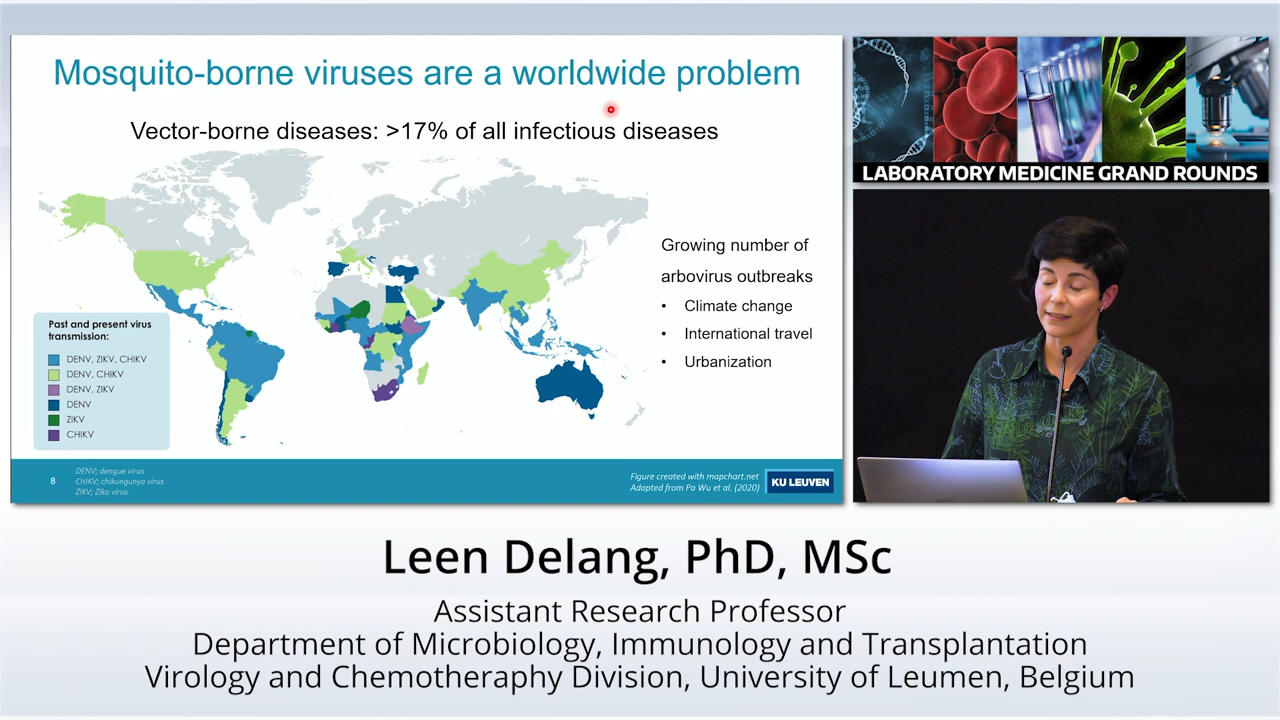 Mosquito-borne viruses are a worldwide problem
Vector-borne diseases: >17% of all infectious diseases
Growing number of
arbovirus outbreaks
• Climate change
• International travel
• Urbanization
Past and present virus
transmission:
DENV, ZIKV, CHIKV
DENV, CHIKV
DENV, ZIKV
DENV
ZIKV
CHIKV
8
DENV; dengue virus
CHIKV; chikungunya virus
ZIKV; Zika virus
Figure created with mapchart.net
Adapted from Pa Wu et al. (2020)
KU LEUVEN
LABORATORY MEDICINE GRAND ROUNDS
Leen Delang, PhD, MSc
Assistant Research Professor
Department of Microbiology, Immunology and Transplantation
Virology and Chemotheraphy Division, University of Leumen, Belgium